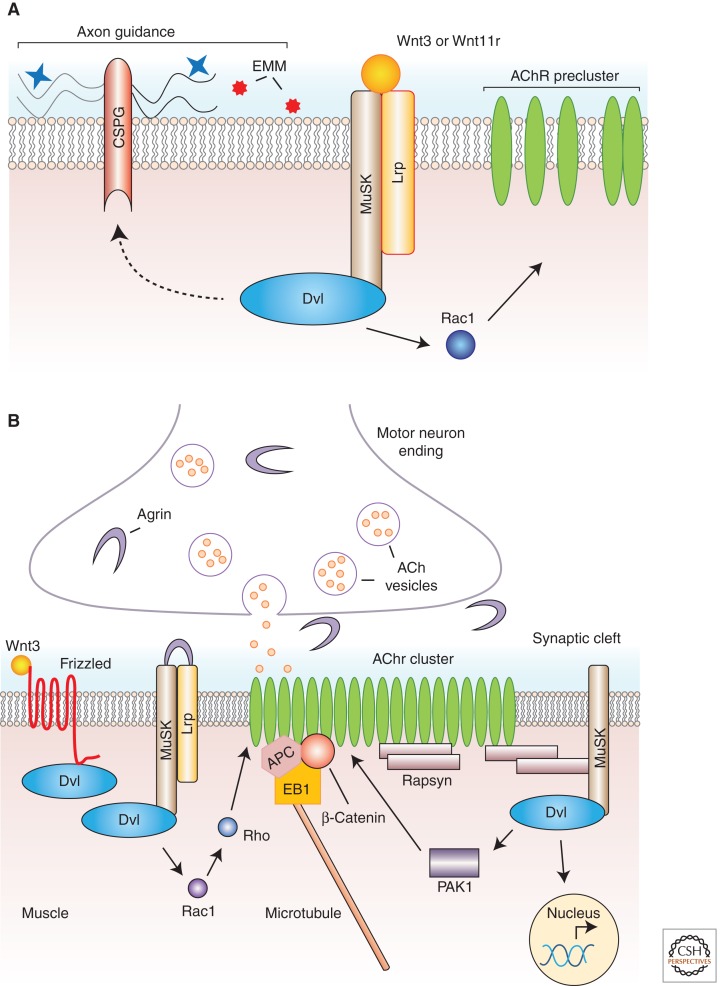 A
Axon guidance
Wnt3 or Wnt11r
EMM
AChR precluster
CSPG
MuSK
Lrp
Dvl
Rac1
B
Motor neuron
ending
Agrin
ACh
vesicles
Wnt3
Frizzled
Synaptic cleft
AChr cluster
MuSK
Lrp
MuSK
APC
Rapsyn
EB1
Dvl
Dvl
β-Catenin
Dvl
Rho
PAK1
Rac1
Muscle
Microtubule
Nucleus
CSH
PERSPECTIVES